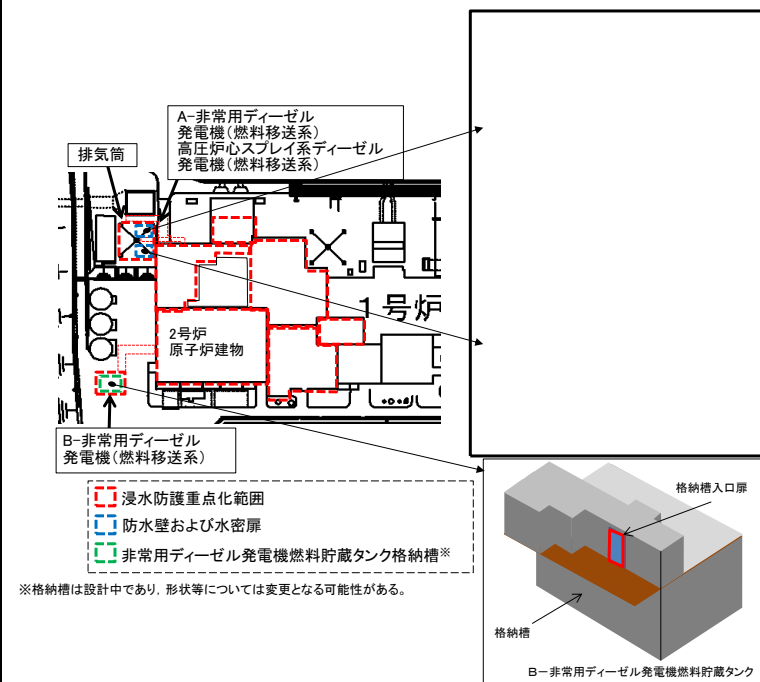 A-非常用ディーゼル
発電機(燃料移送系)
高圧炉心スプレイ系ディーゼル
発電機(燃料移送系)
排気筒
1号炉
2号炉
原子炉建物
B-非常用ディーゼル
発電機(燃料移送系)
浸水防護重点化範囲
防水壁および水密扉
非常用ディーゼル発電機燃料貯蔵タンク格納槽※
※格納槽は設計中であり，形状等については変更となる可能性がある。
格納槽入口扉
格納槽
B－非常用ディーゼル発電機燃料貯蔵タンク